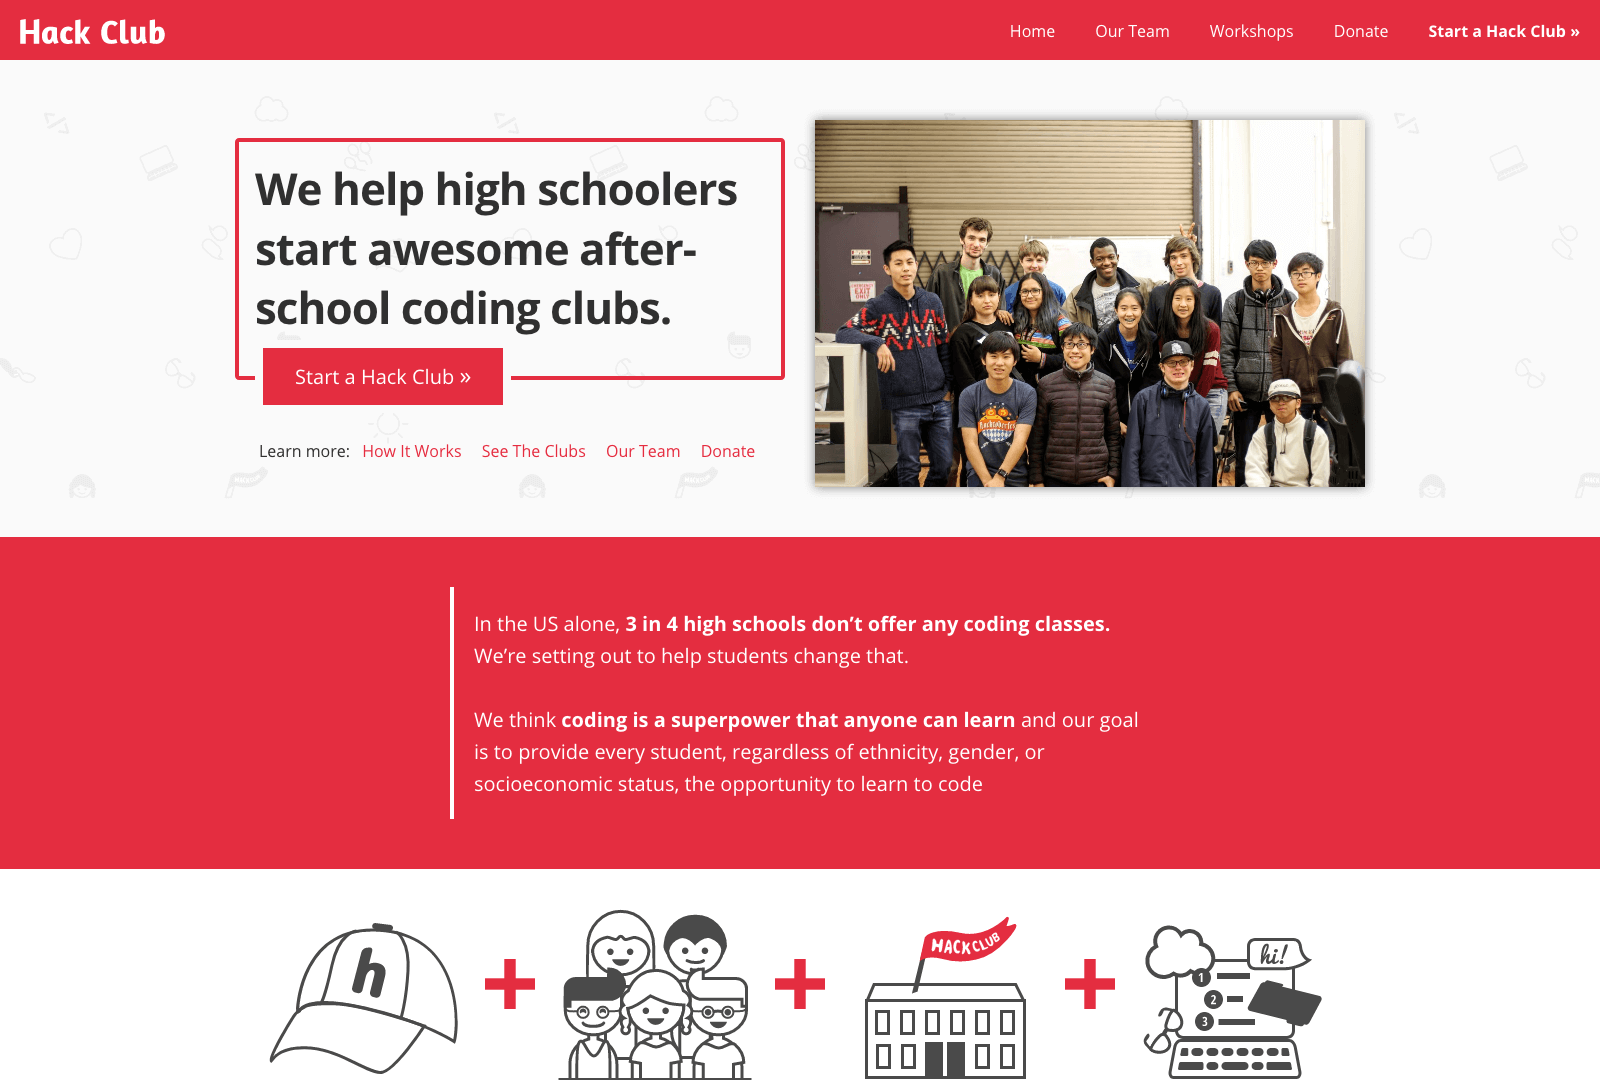 Hack Club
Home Our Team Workshops Donate Start a Hack Club »
We help high schoolers
start awesome after-
school coding clubs.
Start a Hack Club »
Learn more: How It Works See The Clubs Our Team Donate
In the US alone, 3 in 4 high schools don’t offer any coding classes.
We’re setting out to help students change that.
We think coding is a superpower that anyone can learn and our goal
is to provide every student, regardless of ethnicity, gender, or
socioeconomic status, the opportunity to learn to code
h
HACK CLUB
hi!
1
2
3